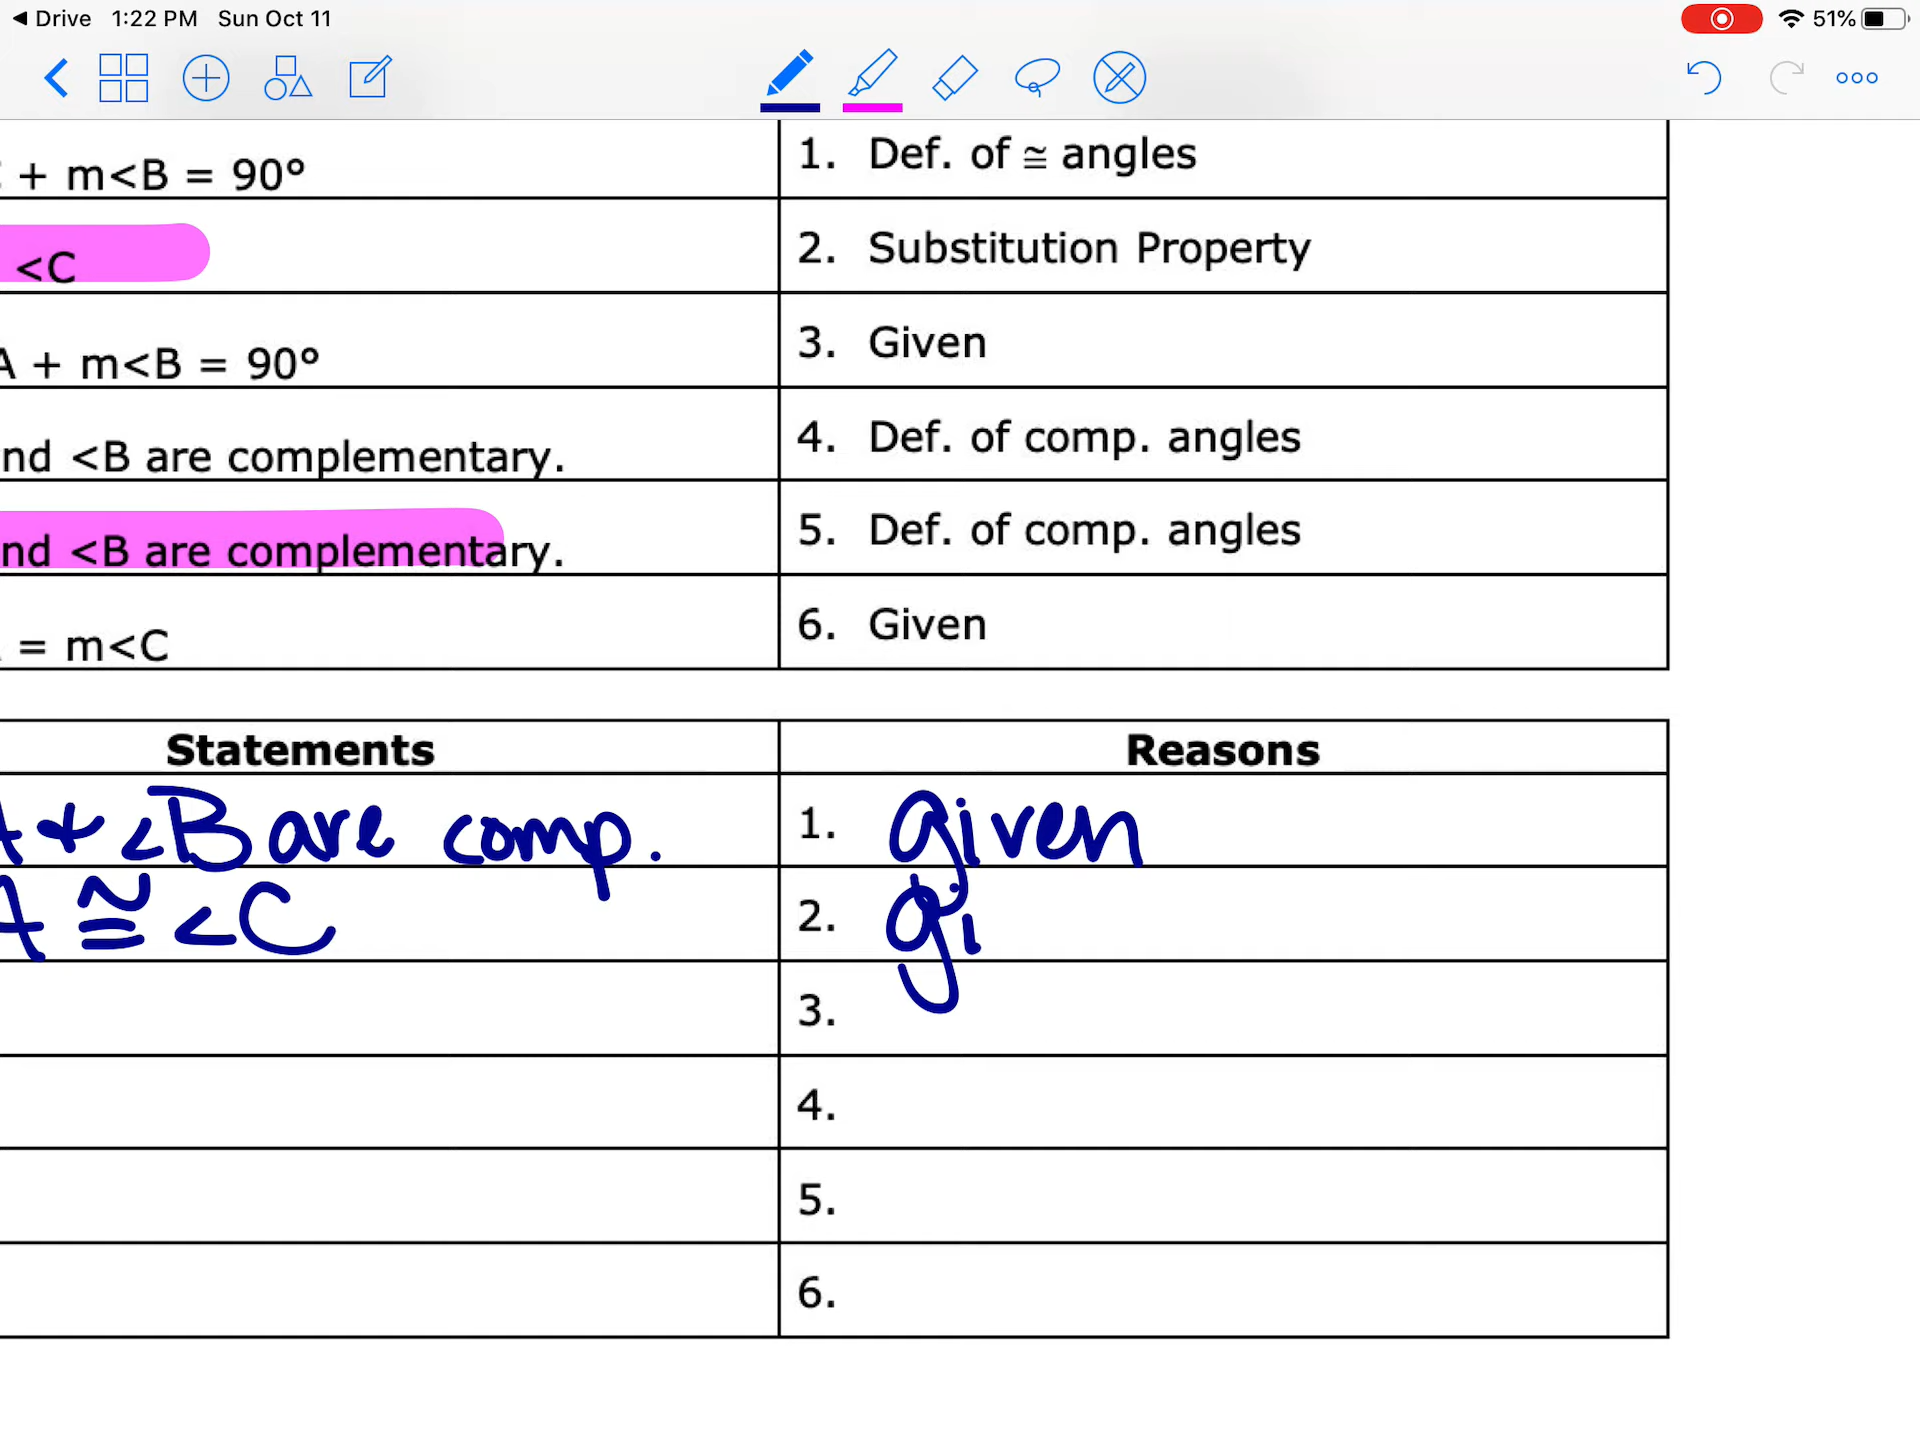 Drive 1:22 PM Sun Oct 11 51%
+ m<B = 90° 1. Def. of ≅ angles
<C 2. Substitution Property
A + m<B = 90° 3. Given
nd <B are complementary. 4. Def. of comp. angles
nd <B are complementary. 5. Def. of comp. angles
= m<C 6. Given
Statements Reasons
A + <B are comp. 1. given
A ≅ <C 2. gi
3.
4.
5.
6.